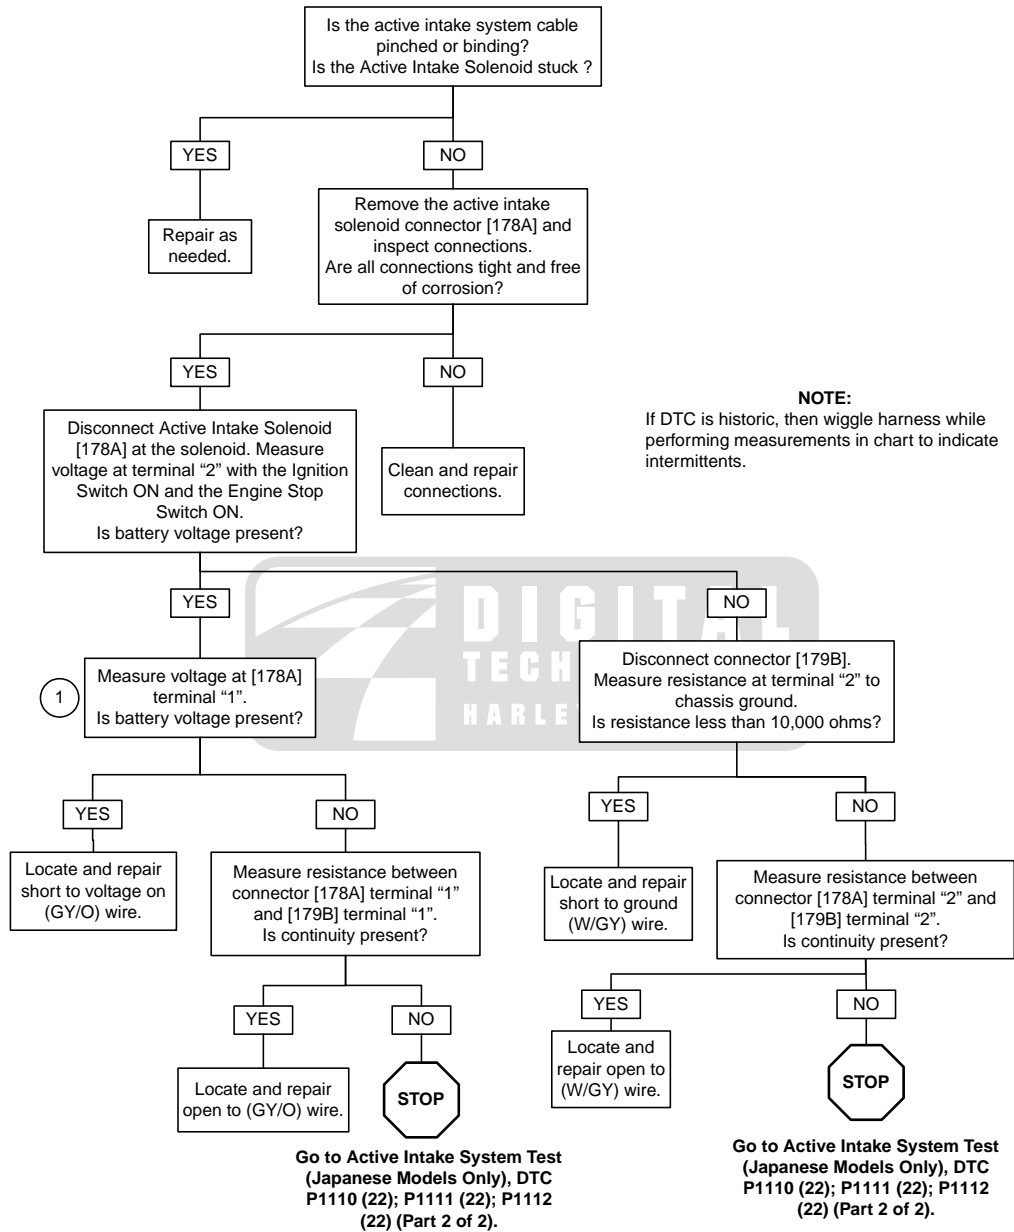 Is the active intake system cable
pinched or binding?
Is the Active Intake Solenoid stuck ?
YES
NO
Repair as
needed.
Remove the active intake
solenoid connector [178A] and
inspect connections.
Are all connections tight and free
of corrosion?
YES
NO
Disconnect Active Intake Solenoid
[178A] at the solenoid. Measure
voltage at terminal “2” with the Ignition
Switch ON and the Engine Stop
Switch ON.
Is battery voltage present?
Clean and repair
connections.
NOTE:
If DTC is historic, then wiggle harness while
performing measurements in chart to indicate
intermittents.
DIGITAL
TECH
HARLE
YES
NO
1
Measure voltage at [178A]
terminal “1”.
Is battery voltage present?
Disconnect connector [179B].
Measure resistance at terminal “2” to
chassis ground.
Is resistance less than 10,000 ohms?
YES
NO
YES
NO
Locate and repair
short to voltage on
(GY/O) wire.
Measure resistance between
connector [178A] terminal “1”
and [179B] terminal “1”.
Is continuity present?
Locate and repair
short to ground
(W/GY) wire.
Measure resistance between
connector [178A] terminal “2” and
[179B] terminal “2”.
Is continuity present?
YES
NO
YES
NO
Locate and repair
open to (GY/O) wire.
STOP
Locate and
repair open to
(W/GY) wire.
STOP
Go to Active Intake System Test
(Japanese Models Only), DTC
P1110 (22); P1111 (22); P1112
(22) (Part 2 of 2).
Go to Active Intake System Test
(Japanese Models Only), DTC
P1110 (22); P1111 (22); P1112
(22) (Part 2 of 2).